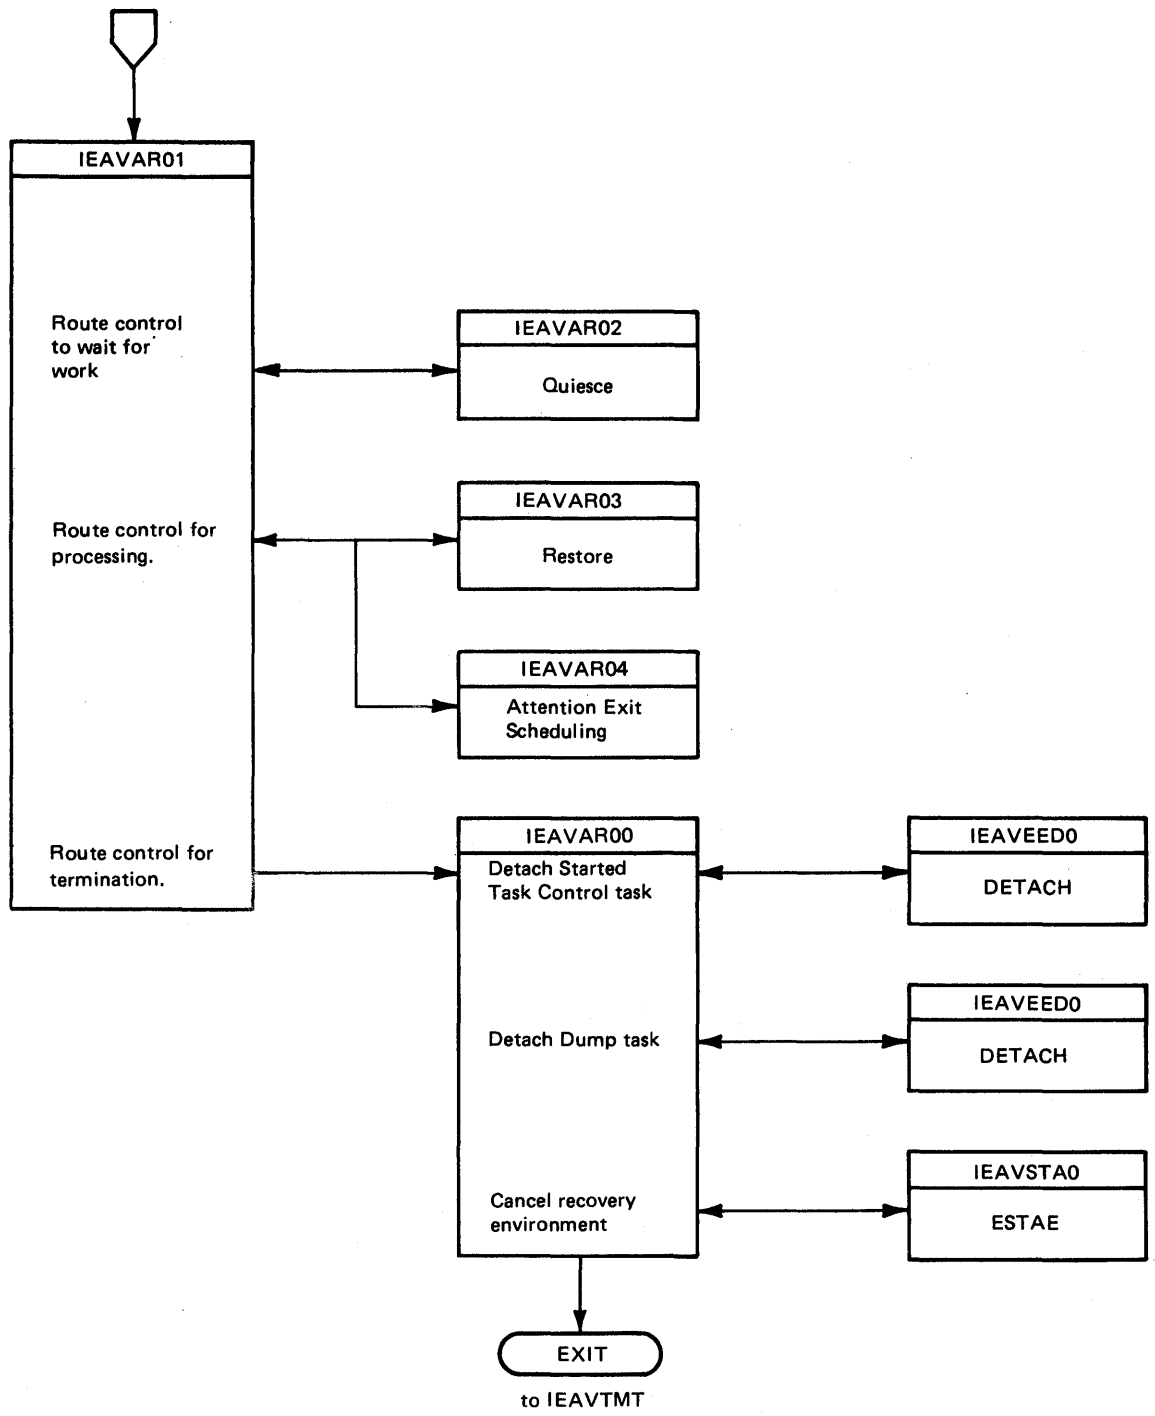 IEAVAR01
Route control
to wait for
work
IEAVAR02
Quiesce
Route control for
processing.
IEAVAR03
Restore
IEAVAR04
Attention Exit
Scheduling
Route control for
termination.
IEAVAR00
Detach Started
Task Control task
IEAVEED0
DETACH
Detach Dump task
IEAVEED0
DETACH
Cancel recovery
environment
IEAVSTA0
ESTAE
EXIT
to IEAVTMT